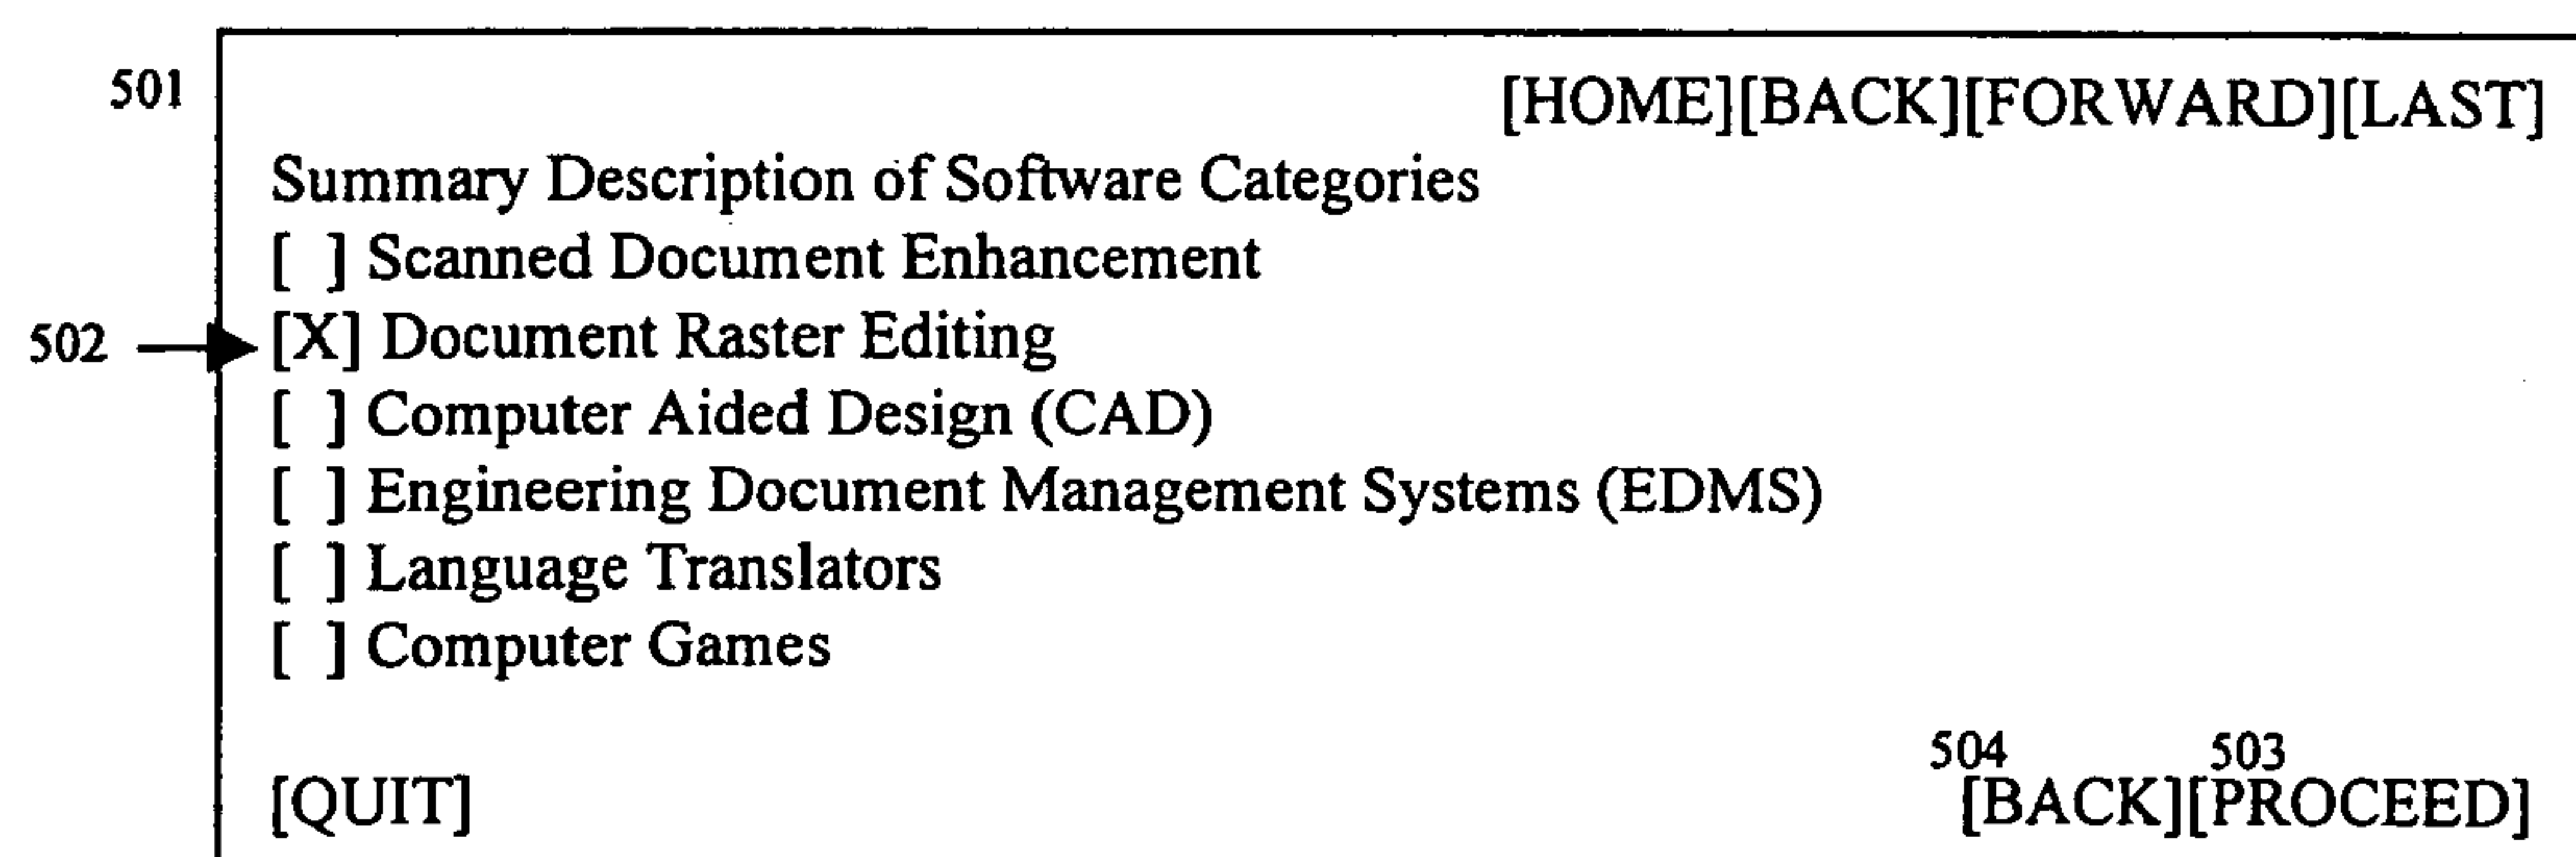 501 [HOME][BACK][FORWARD][LAST]
Summary Description of Software Categories
[ ] Scanned Document Enhancement
502 [X] Document Raster Editing
[ ] Computer Aided Design (CAD)
[ ] Engineering Document Management Systems (EDMS)
[ ] Language Translators
[ ] Computer Games
504 503
[QUIT] [BACK][PROCEED]